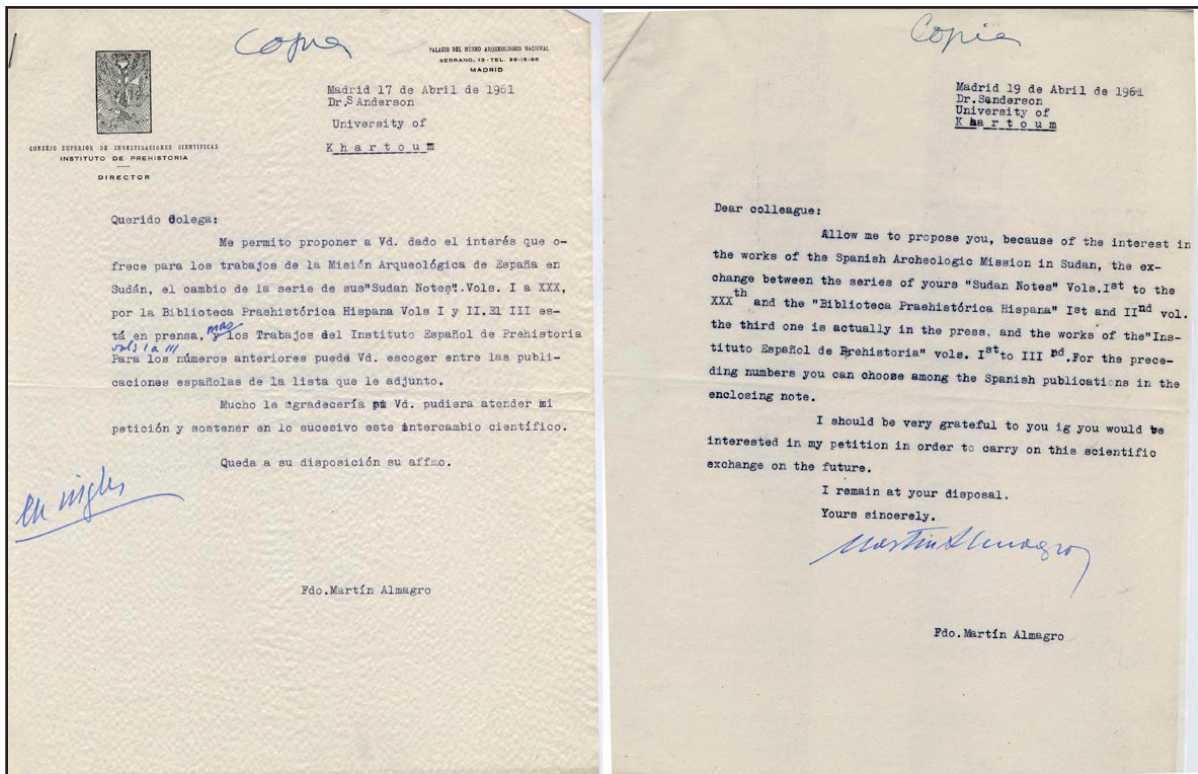 Copia
PALACIO DEL MUSEO ARQUEOLÓGICO NACIONAL
SERRANO, 13 - TEL. 26-15-66
MADRID
Madrid 17 de Abril de 1961
Dr.S Anderson
University of
Khartoum
CONSEJO SUPERIOR DE INVESTIGACIONES CIENTIFICAS
INSTITUTO DE PREHISTORIA
DIRECTOR
Querido Colega:
Me permito proponer a Vd. dado el interés que o-
frece para los trabajos de la Misión Arqueológica de España en
Sudán, el cambio de la serie de sus"Sudan Notes".Vols. I a XXX,
por la Biblioteca Praehistórica Hispana Vols I y II.El III es-
tá en prensa, mas los Trabajos del Instituto Español de Prehistoria
vols I a III
Para los números anteriores puede Vd. escoger entre las publi-
caciones españolas de la lista que le adjunto.
Mucho le agradecería Vd. pudiera atender mi
petición y sostener en lo sucesivo este intercambio científico.
Queda a su disposición su affmo.
en ingles
Fdo.Martín Almagro
Copia
Madrid 19 de Abril de 1961
Dr.Sanderson
University of
Khartoum
Dear colleague:
Allow me to propose you, because of the interest in
the works of the Spanish Archeologic Mission in Sudan, the ex-
change between the series of yours "Sudan Notes" Vols.Ist to the
XXXth and the "Biblioteca Praehistórica Hispana" Ist and IInd vol.
the third one is actually in the press, and the works of the"Ins-
tituto Español de Prehistoria" vols. Ist to III rd.For the prece-
ding numbers you can choose among the Spanish publications in the
enclosing note.
I should be very grateful to you ig you would be
interested in my petition in order to carry on this scientific
exchange on the future.
I remain at your disposal.
Yours sincerely.
Martin Almagro
Fdo.Martín Almagro